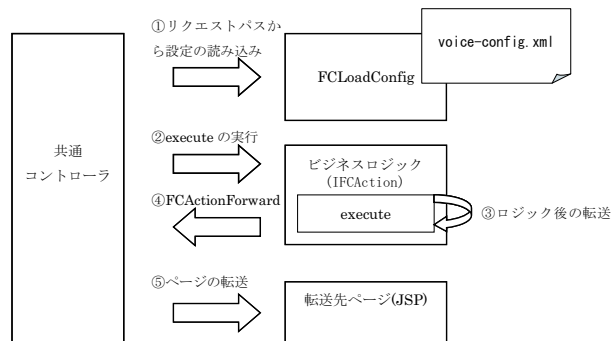 ①リクエストパスか
ら設定の読み込み
voice-config.xml
FCLoadConfig
共通
コントローラ
②execute の実行
ビジネスロジック
(IFCAction)
execute
③ロジック後の転送
④FCActionForward
⑤ページの転送
転送先ページ(JSP)